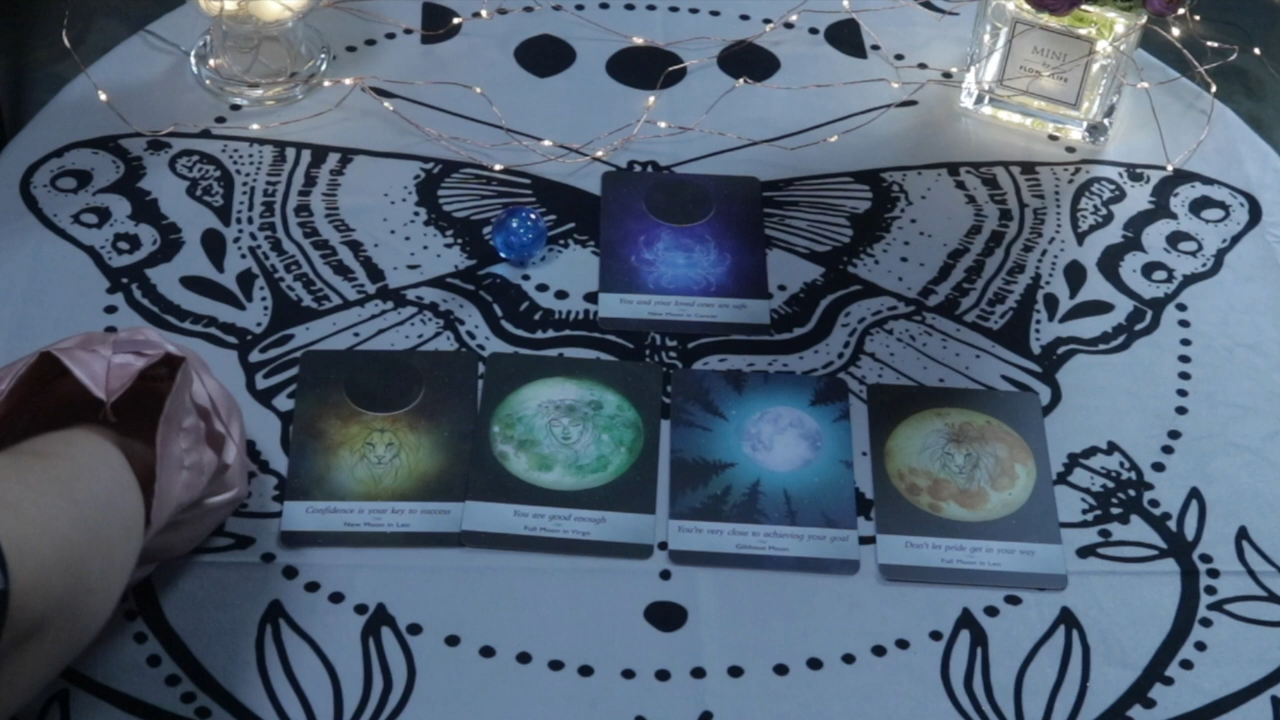 MINI
by
FLOWERLIFE
You and your loved ones are safe
New Moon in Cancer
Confidence is your key to success
New Moon in Leo
You are good enough
Full Moon in Virgo
You're very close to achieving your goal
Gibbous Moon
Don't let pride get in your way
Full Moon in Leo